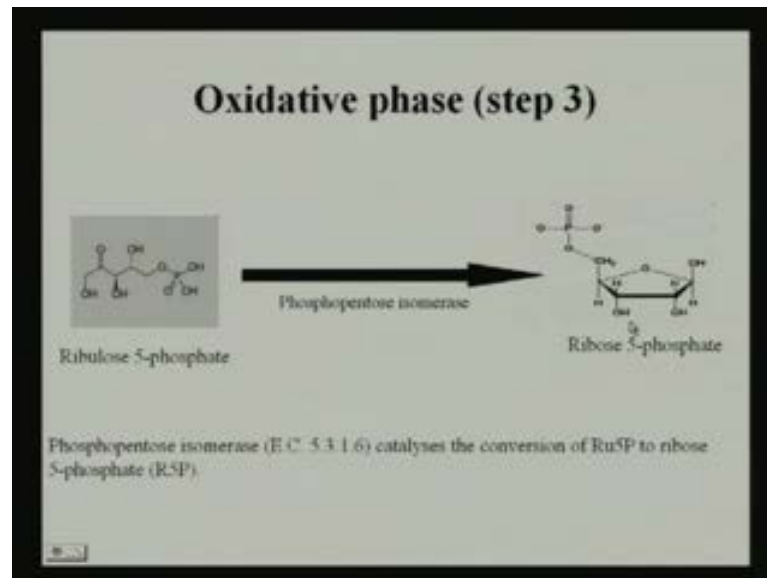 Oxidative phase (step 3)
Phosphopentose isomerase
Ribulose 5-phosphate
Ribose 5-phosphate
Phosphopentose isomerase (E.C. 5.3.1.6) catalyses the conversion of Ru5P to ribose
5-phosphate (R5P)